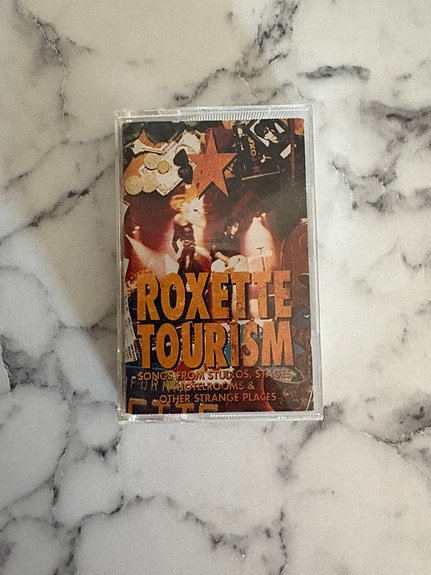 ROXETTE
TOURISM
SONGS FROM STUDIOS, STAGES,
HOTELROOMS &
OTHER STRANGE PLACES